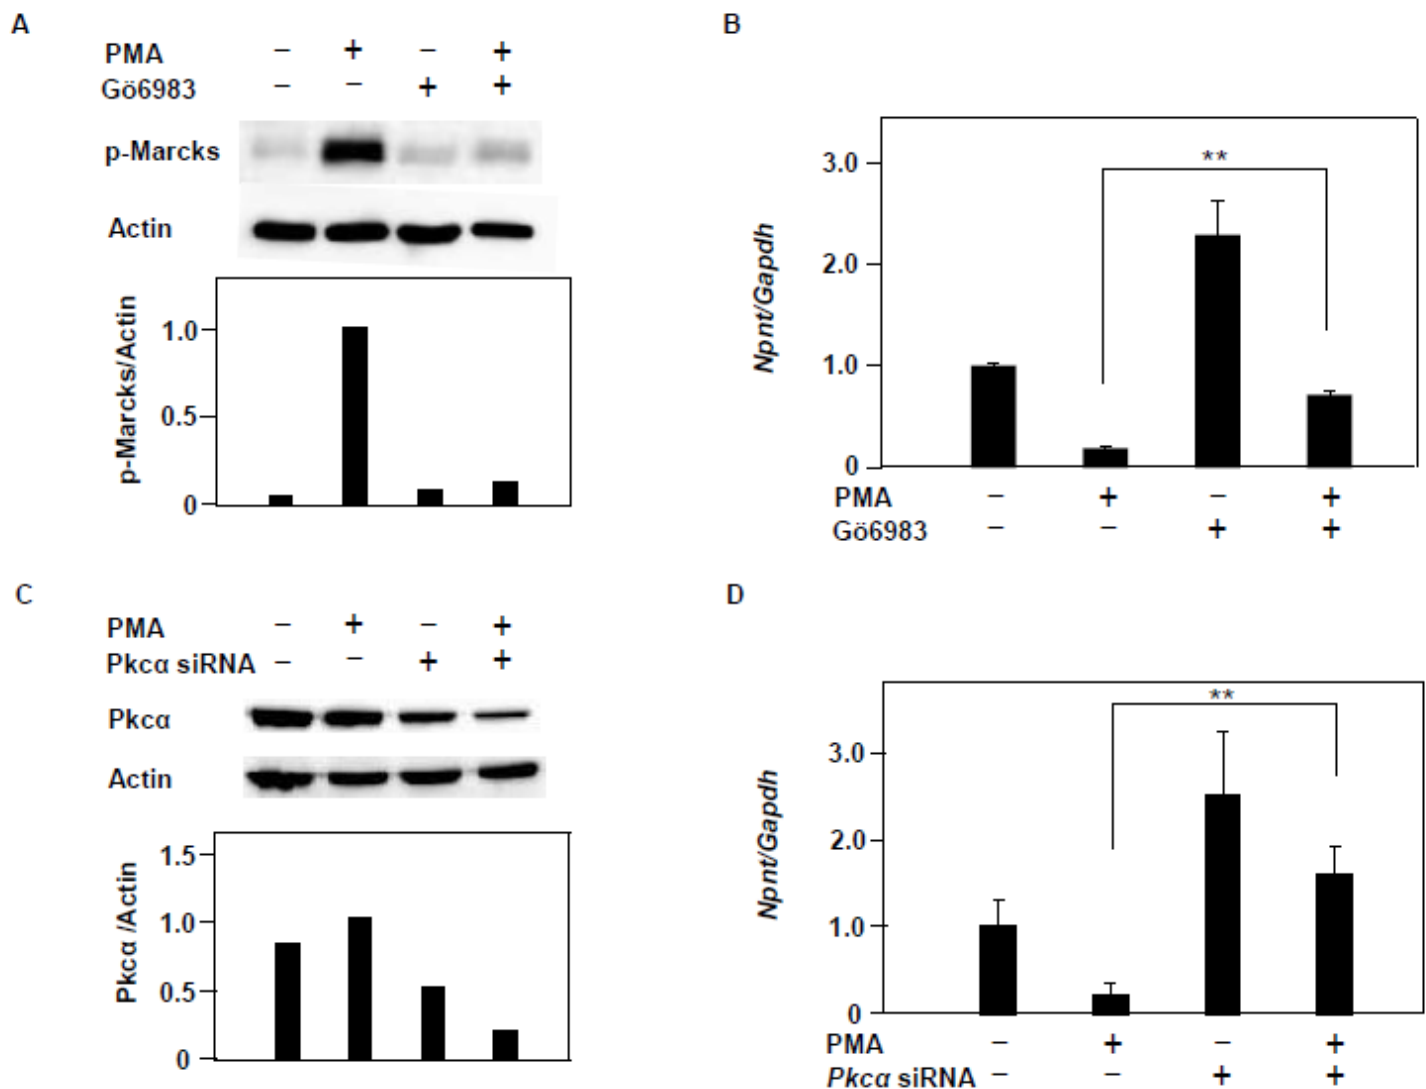 A
PMA − + − +
Gö6983 − − + +
p-Marcks
Actin
p-Marcks/Actin
1.0
0.5
0
B
Npnt/Gapdh
3.0
2.0
1.0
0
**
PMA − + − +
Gö6983 − − + +
C
PMA − + − +
Pkcα siRNA − − + +
Pkcα
Actin
Pkcα /Actin
1.5
1.0
0.5
0
D
Npnt/Gapdh
3.0
2.0
1.0
0
**
PMA − + − +
Pkcα siRNA − − + +